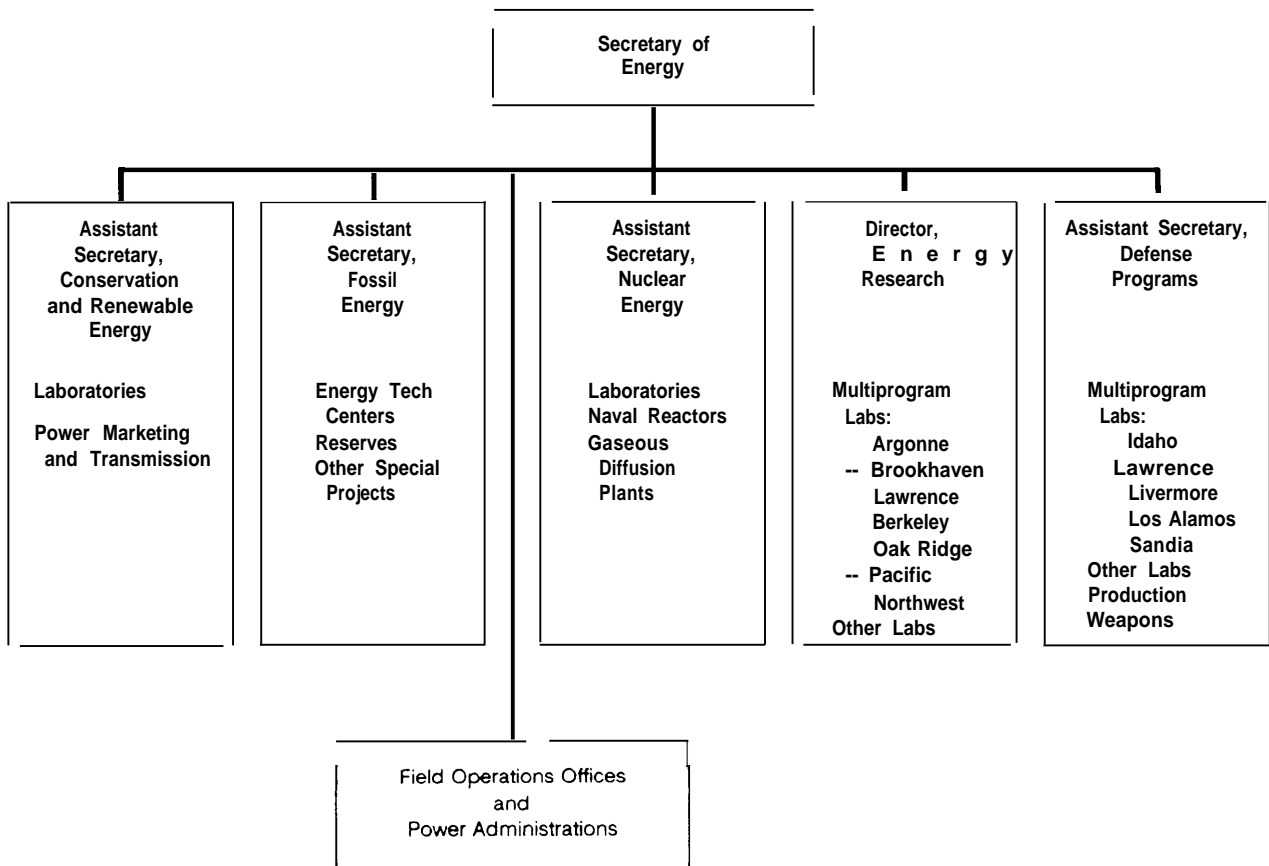 Secretary of
Energy
Assistant
Secretary,
Conservation
and Renewable
Energy
Laboratories
Power Marketing
and Transmission
Assistant
Secretary,
Fossil
Energy
Energy Tech
Centers
Reserves
Other Special
Projects
Assistant
Secretary,
Nuclear
Energy
Laboratories
Naval Reactors
Gaseous
Diffusion
Plants
Director,
E n e r g y
Research
Multiprogram
Labs:
Argonne
-- Brookhaven
Lawrence
Berkeley
Oak Ridge
-- Pacific
Northwest
Other Labs
Assistant Secretary,
Defense
Programs
Multiprogram
Labs:
Idaho
Lawrence
Livermore
Los Alamos
Sandia
Other Labs
Production
Weapons
Field Operations Offices
and
Power Administrations